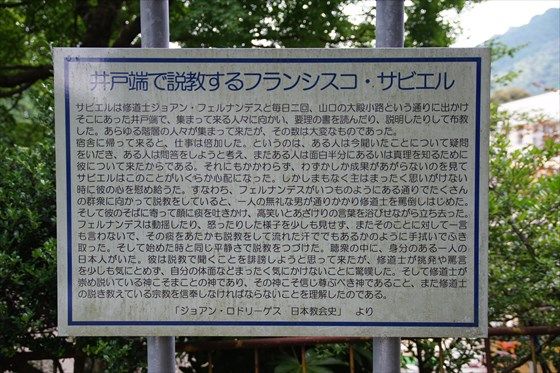 井戸端で説教するフランシスコ・サビエル
サビエルは修道士ジョアン・フェルナンデスと毎日二回、山口の大殿小路という通りに出かけ
そこにあった井戸端で、集まって来る人々に向かい、要理の書を読んだり、説明したりして布教
した。あらゆる階層の人々が集まって来たが、その数は大変なものであった。
宿舎に帰って来ると、仕事は倍加した。というのは、ある人は今聞いたことについて疑問
をいだき、ある人は問答をしようと考え、またある人は面白半分にあるいは真理を知るために
彼について来たからである。それにもかかわらず、わずかしか成果があがらないのを見て
サビエルはこのことがいくらか心配になった。しかしまもなく主はまったく思いがけない
時に彼の心を慰め給うた。すなわち、フェルナンデスがいつものようにある通りでたくさん
の群衆に向かって説教をしていると、一人の無礼な男が通りかかり修道士を罵倒しはじめた。
そして彼のそばに寄って顔に痰を吐きかけ、高笑いとあざけりの言葉を浴びせながら立ち去った。
フェルナンデスは動揺したり、怒ったりした様子を少しも見せず、またそのことに対して一言
も言わないで、その痰をあたかも説教をして流れた汗ででもあるかのように手拭いでふき
取った。そして始めた時と同じ平静さで説教をつづけた。聴衆の中に、身分のある一人の
日本人がいた。彼は説教で聞くことを誹謗しようと思って来たが、修道士が挑発や罵言
を少しも気にとめず、自分の体面などまったく気にかけないことに驚嘆した。そして修道士が
崇め説いている神こそまことの神であり、その神こそ信じ尊ぶべき神であること、また修道士
の説き教えている宗教を信奉しなければならないことを理解したのである。
「ジョアン・ロドリーゲス 日本教会史」 より